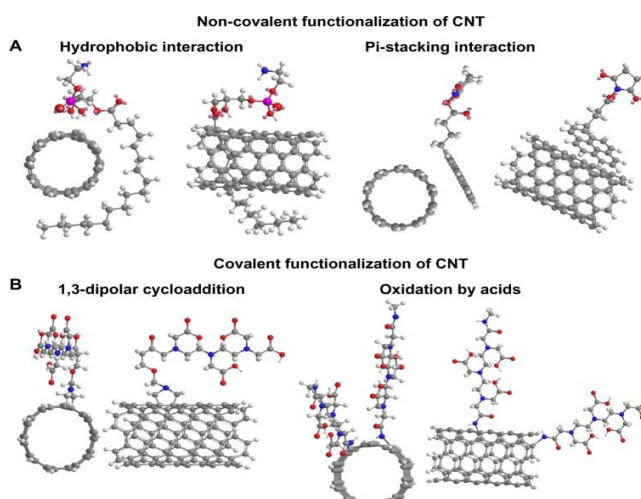 Non-covalent functionalization of CNT
A
Hydrophobic interaction
Pi-stacking interaction
Covalent functionalization of CNT
B
1,3-dipolar cycloaddition
Oxidation by acids